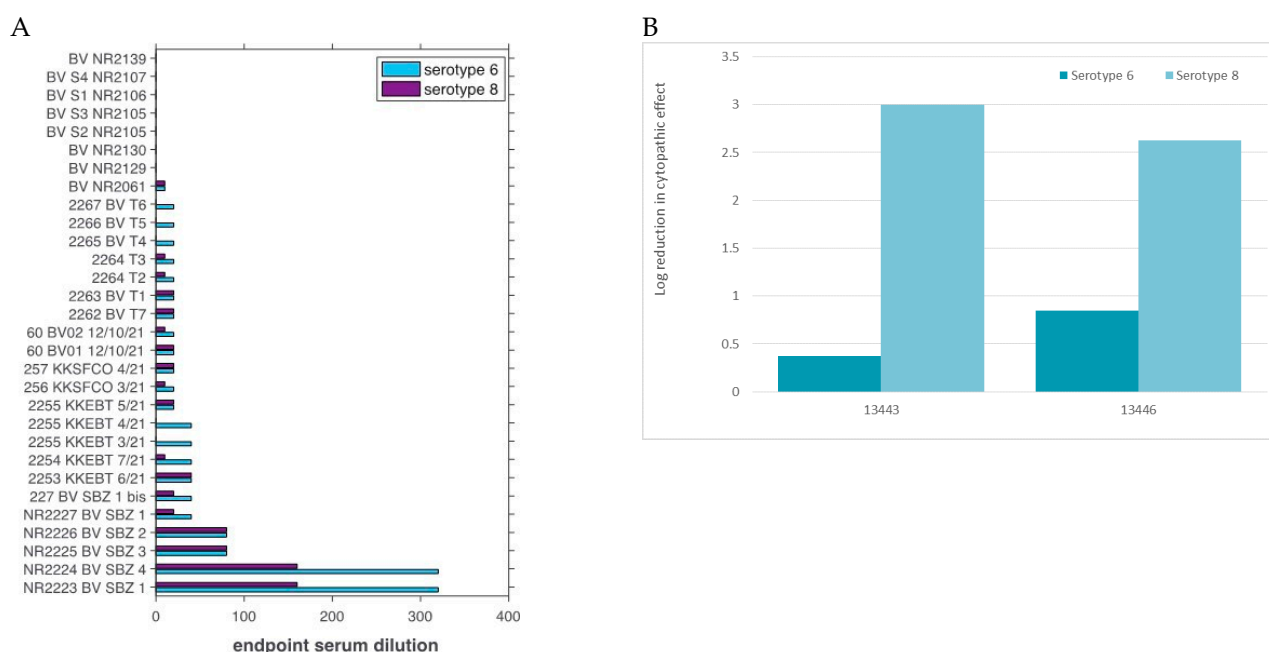 A
BV NR2139
BV S4 NR2107
BV S1 NR2106
BV S3 NR2105
BV S2 NR2105
BV NR2130
BV NR2129
BV NR2061
2267 BV T6
2266 BV T5
2265 BV T4
2264 T3
2264 T2
2263 BV T1
2262 BV T7
60 BV02 12/10/21
60 BV01 12/10/21
257 KKSFCO 4/21
256 KKSFCO 3/21
2255 KKEBT 5/21
2255 KKEBT 4/21
2255 KKEBT 3/21
2254 KKEBT 7/21
2253 KKEBT 6/21
227 BV SBZ 1 bis
NR2227 BV SBZ 1
NR2226 BV SBZ 2
NR2225 BV SBZ 3
NR2224 BV SBZ 4
NR2223 BV SBZ 1
serotype 6
serotype 8
0 100 200 300 400
endpoint serum dilution
B
Log reduction in cytopathic effect
3.5
3
2.5
2
1.5
1
0.5
0
Serotype 6 Serotype 8
13443 13446